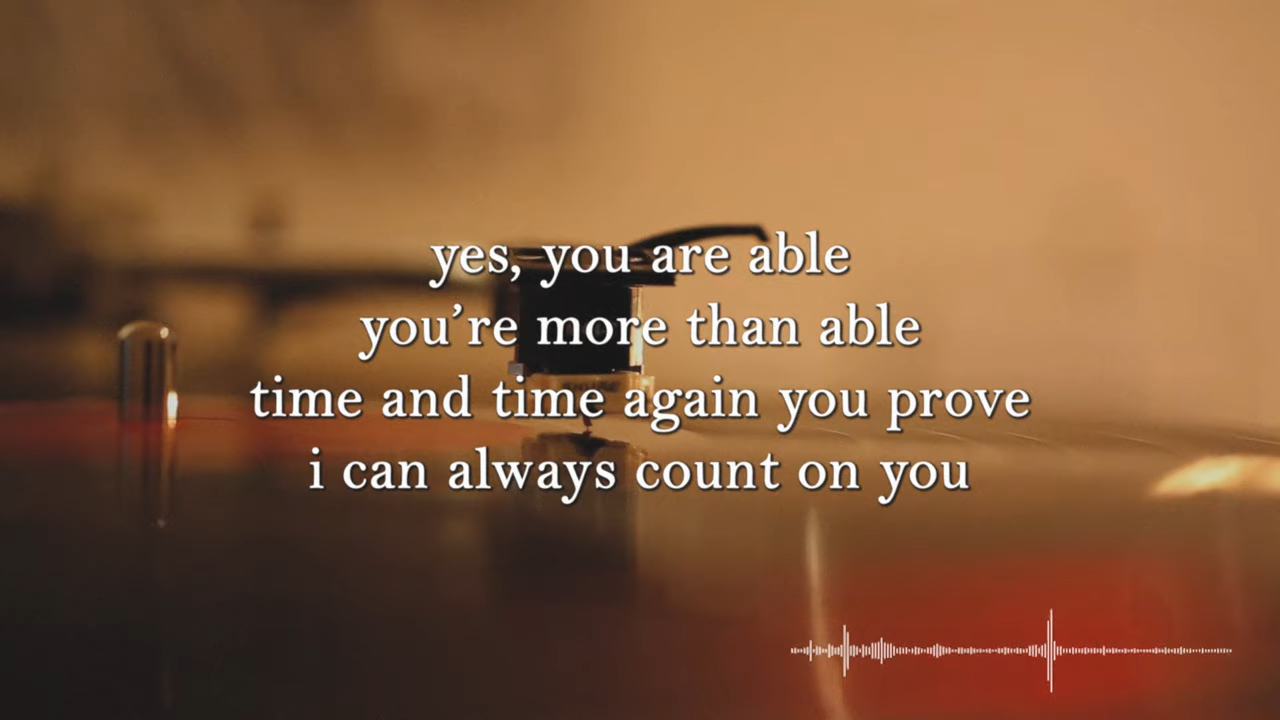 yes, you are able
you're more than able
time and time again you prove
i can always count on you